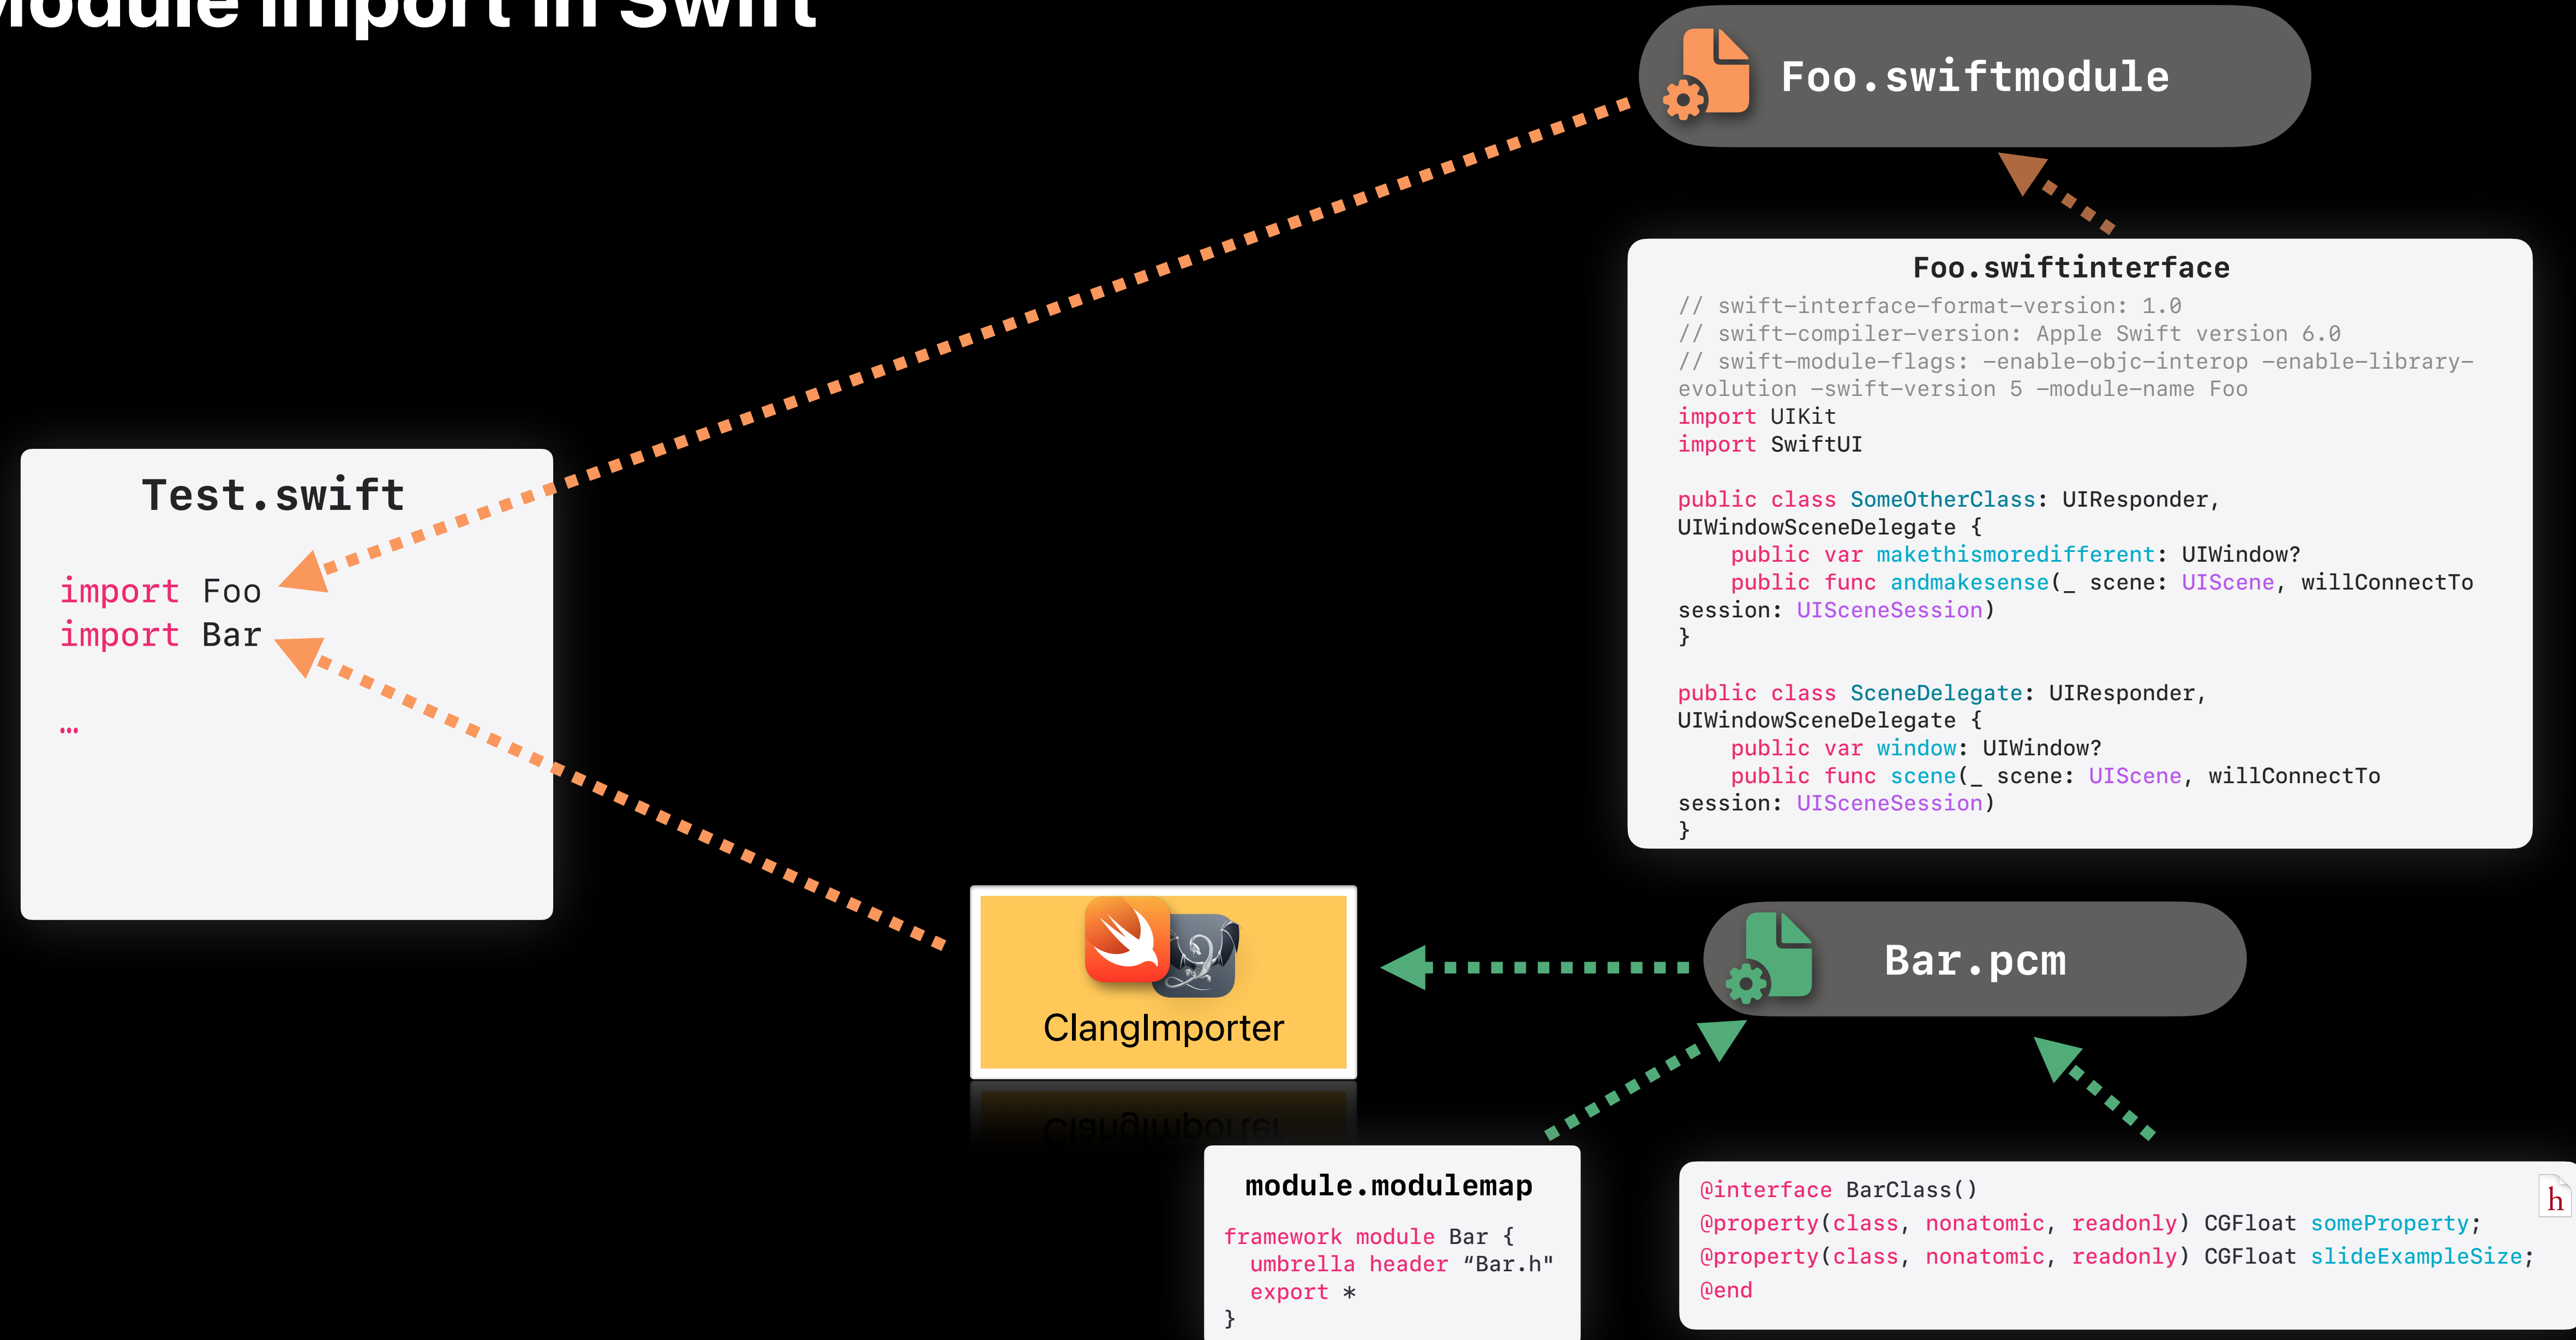 Module Import in Swift
Foo.swiftmodule
Foo.swiftinterface
// swift-interface-format-version: 1.0
// swift-compiler-version: Apple Swift version 6.0
// swift-module-flags: -enable-objc-interop -enable-library-
evolution -swift-version 5 -module-name Foo
import UIKit
import SwiftUI
public class SomeOtherClass: UIResponder,
UIWindowSceneDelegate {
public var makethismoredifferent: UIWindow?
public func andmakesense(_ scene: UIScene, willConnectTo
session: UISceneSession)
}
public class SceneDelegate: UIResponder,
UIWindowSceneDelegate {
public var window: UIWindow?
public func scene(_ scene: UIScene, willConnectTo
session: UISceneSession)
}
Test.swift
import Foo
import Bar
…
ClangImporter
Bar.pcm
module.modulemap
framework module Bar {
umbrella header “Bar.h"
export *
}
@interface BarClass()
@property(class, nonatomic, readonly) CGFloat someProperty;
@property(class, nonatomic, readonly) CGFloat slideExampleSize;
@end
h